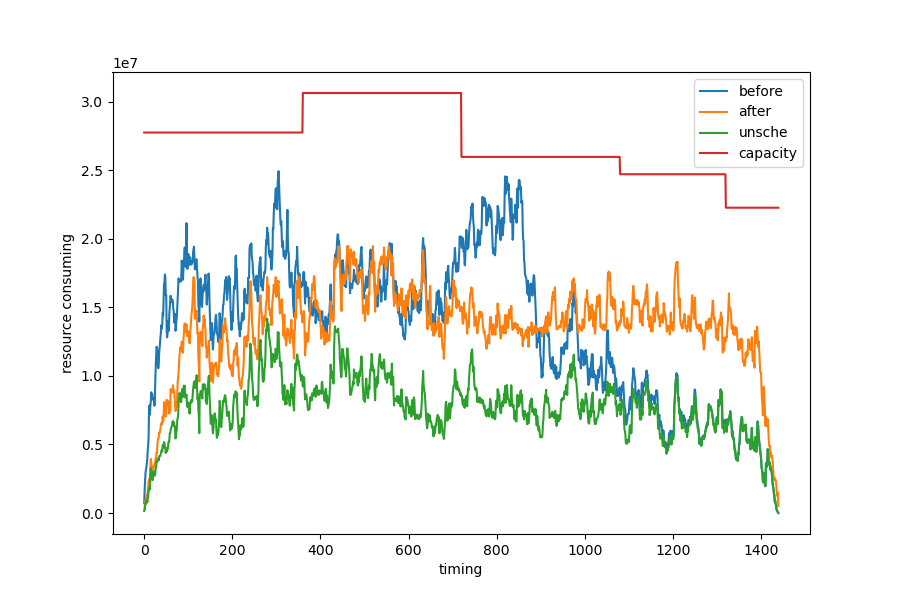 1e7
before
after
unsche
capacity
3.0
2.5
2.0
1.5
1.0
0.5
0.0
resource consuming
0 200 400 600 800 1000 1200 1400
timing